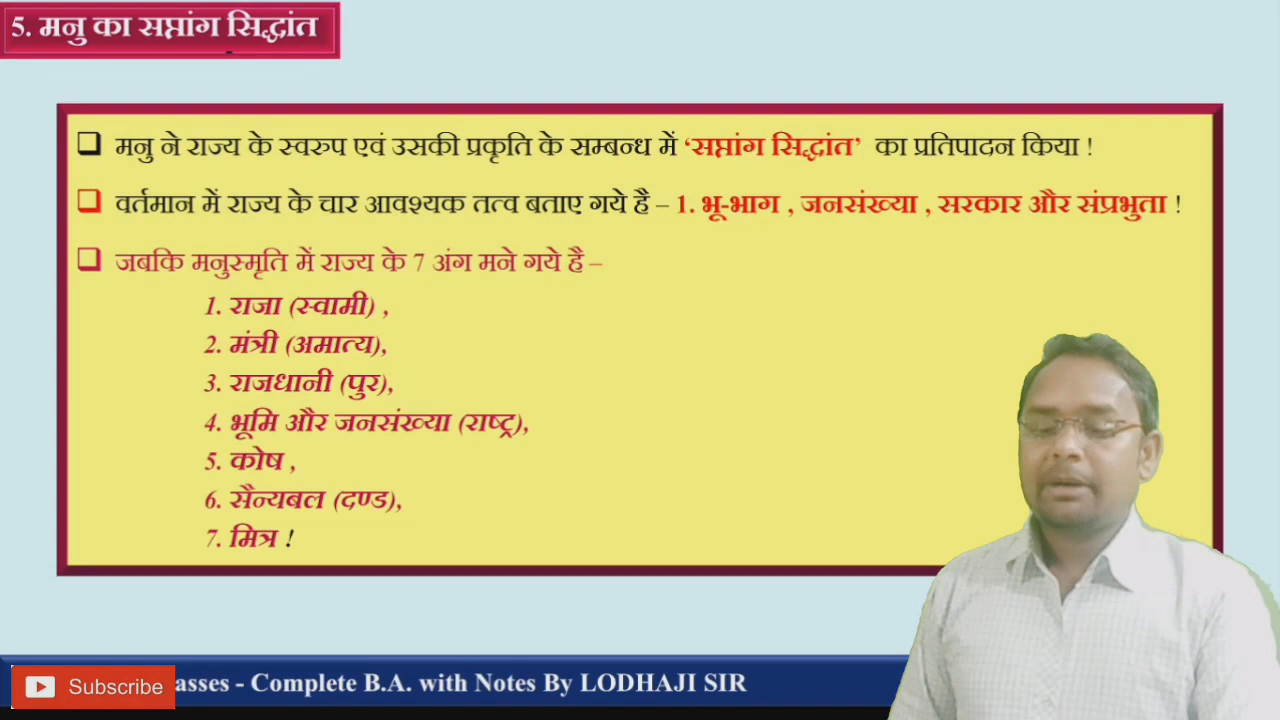 5. मनु का सप्तांग सिद्धांत
मनु ने राज्य के स्वरुप एवं उसकी प्रकृति के सम्बन्ध में ‘सप्तांग सिद्धांत’ का प्रतिपादन किया !
वर्तमान में राज्य के चार आवश्यक तत्व बताए गये है – 1. भू-भाग , जनसंख्या , सरकार और संप्रभुता !
जबकि मनुस्मृति में राज्य के 7 अंग मने गये है –
1. राजा (स्वामी) ,
2. मंत्री (अमात्य),
3. राजधानी (पुर),
4. भूमि और जनसंख्या (राष्ट्र),
5. कोष ,
6. सैन्यबल (दण्ड),
7. मित्र !
Subscribe asses - Complete B.A. with Notes By LODHAJI SIR